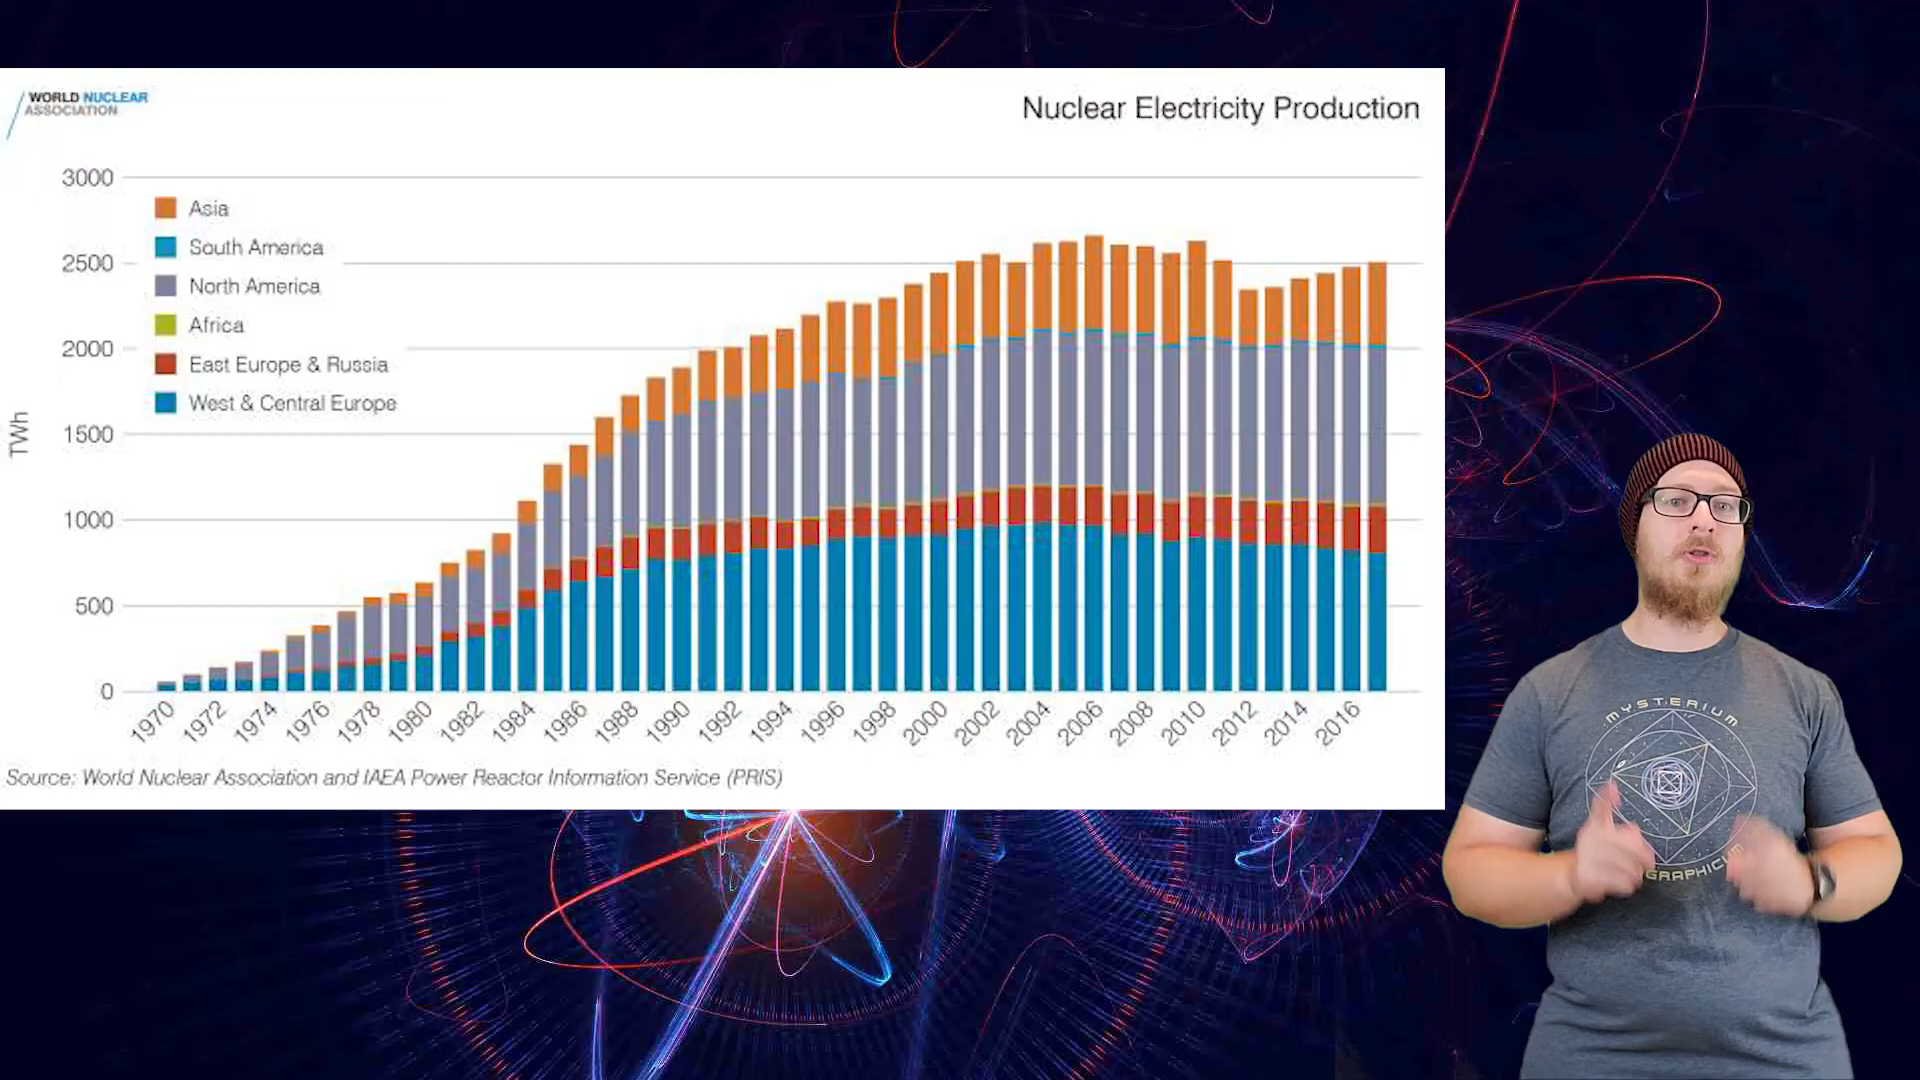 WORLD NUCLEAR
ASSOCIATION
Nuclear Electricity Production
3000
2500
2000
1500
1000
500
0
TWh
Asia
South America
North America
Africa
East Europe & Russia
West & Central Europe
1970
1972
1974
1976
1978
1980
1982
1984
1986
1988
1990
1992
1994
1996
1998
2000
2002
2004
2006
2008
2010
2012
2014
2016
Source: World Nuclear Association and IAEA Power Reactor Information Service (PRIS)
MYSTERIUM